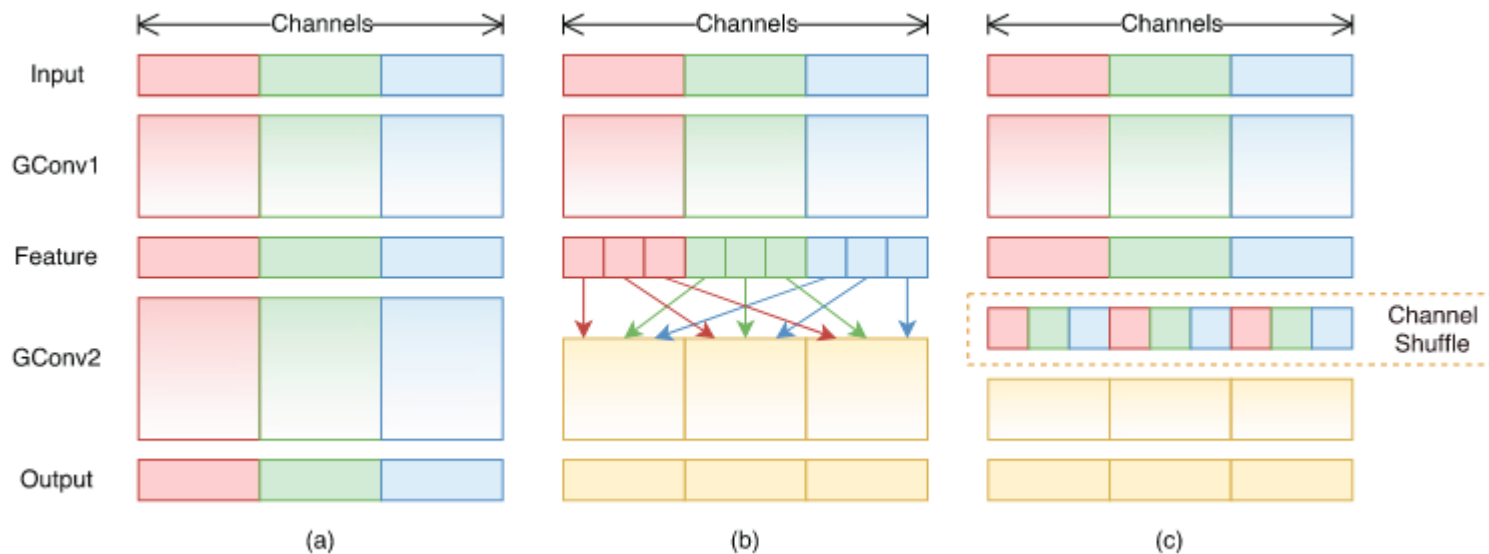 Channels
Channels
Channels
Input
GConv1
Feature
GConv2
Channel
Shuffle
Output
(a)
(b)
(c)